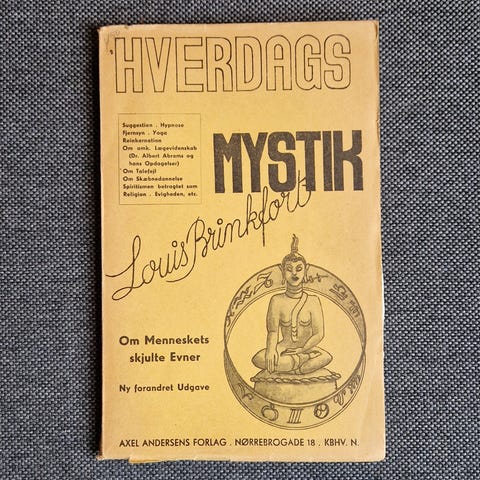 HVERDAGS
MYSTIK
Suggestion . Hypnose
Fjernsyn . Yoga
Reinkarnation
Om amk. Lægevidenskab
(Dr. Albert Abrams og
hans Opdagelser)
Om Talefejl
Om Skæbnedannelse
Spiritismen betragtet som
Religion . Evigheden, etc.
Louis Brinkfort
Om Menneskets
skjulte Evner
Ny forandret Udgave
AXEL ANDERSENS FORLAG . NØRREBROGADE 18 . KBHV. N.